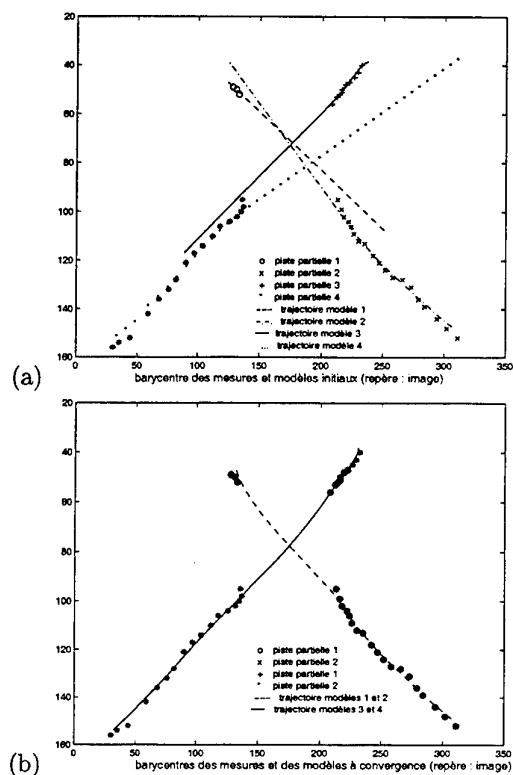 20
40
60
80
100
120
140
160
0 50 100 150 200 250 300 350
piste partielle 1
piste partielle 2
piste partielle 3
piste partielle 4
trajectoire modèle 1
trajectoire modèle 2
trajectoire modèle 3
trajectoire modèle 4
(a)
barycentre des mesures et modèles initiaux (repère : image)
20
40
60
80
100
120
140
160
0 50 100 150 200 250 300 350
piste partielle 1
piste partielle 2
piste partielle 1
piste partielle 2
trajectoire modèles 1 et 2
trajectoire modèles 3 et 4
(b)
barycentres des mesures et des modèles à convergence (repère : image)